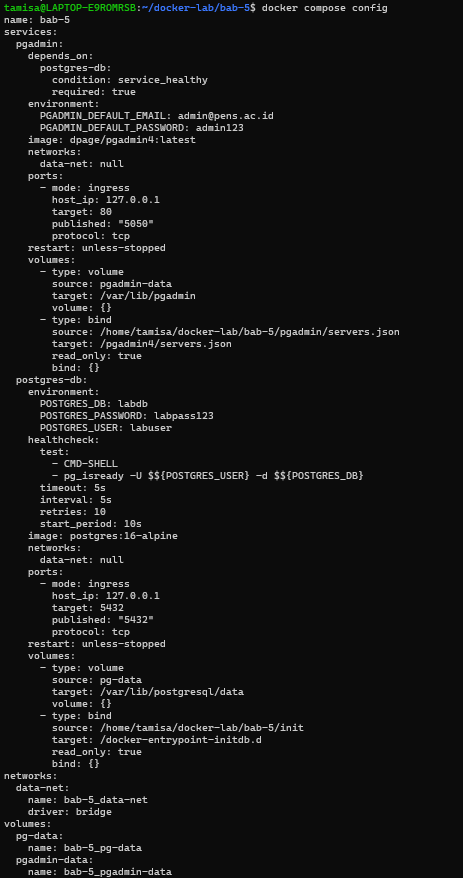 tamisa@LAPTOP-E9ROMRSB:~/docker-lab/bab-5$ docker compose config
name: bab-5
services:
  pgadmin:
    depends_on:
      postgres-db:
        condition: service_healthy
        required: true
    environment:
      PGADMIN_DEFAULT_EMAIL: admin@pens.ac.id
      PGADMIN_DEFAULT_PASSWORD: admin123
    image: dpage/pgadmin4:latest
    networks:
      data-net: null
    ports:
      - mode: ingress
        host_ip: 127.0.0.1
        target: 80
        published: "5050"
        protocol: tcp
    restart: unless-stopped
    volumes:
      - type: volume
        source: pgadmin-data
        target: /var/lib/pgadmin
        volume: {}
      - type: bind
        source: /home/tamisa/docker-lab/bab-5/pgadmin/servers.json
        target: /pgadmin4/servers.json
        read_only: true
        bind: {}
  postgres-db:
    environment:
      POSTGRES_DB: labdb
      POSTGRES_PASSWORD: labpass123
      POSTGRES_USER: labuser
    healthcheck:
      test:
        - CMD-SHELL
        - pg_isready -U $${POSTGRES_USER} -d $${POSTGRES_DB}
      timeout: 5s
      interval: 5s
      retries: 10
      start_period: 10s
    image: postgres:16-alpine
    networks:
      data-net: null
    ports:
      - mode: ingress
        host_ip: 127.0.0.1
        target: 5432
        published: "5432"
        protocol: tcp
    restart: unless-stopped
    volumes:
      - type: volume
        source: pg-data
        target: /var/lib/postgresql/data
        volume: {}
      - type: bind
        source: /home/tamisa/docker-lab/bab-5/init
        target: /docker-entrypoint-initdb.d
        read_only: true
        bind: {}
networks:
  data-net:
    name: bab-5_data-net
    driver: bridge
volumes:
  pg-data:
    name: bab-5_pg-data
  pgadmin-data:
    name: bab-5_pgadmin-data